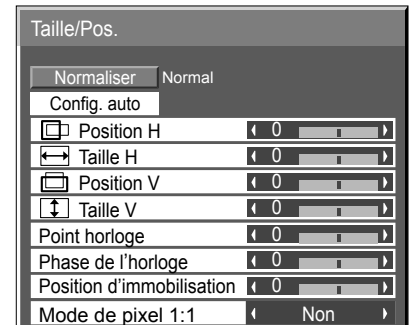 Taille/Pos.
Normaliser Normal
Config. auto
Position H 0
Taille H 0
Position V 0
Taille V 0
Point horloge 0
Phase de l'horloge 0
Position d'immobilisation 0
Mode de pixel 1:1 Non